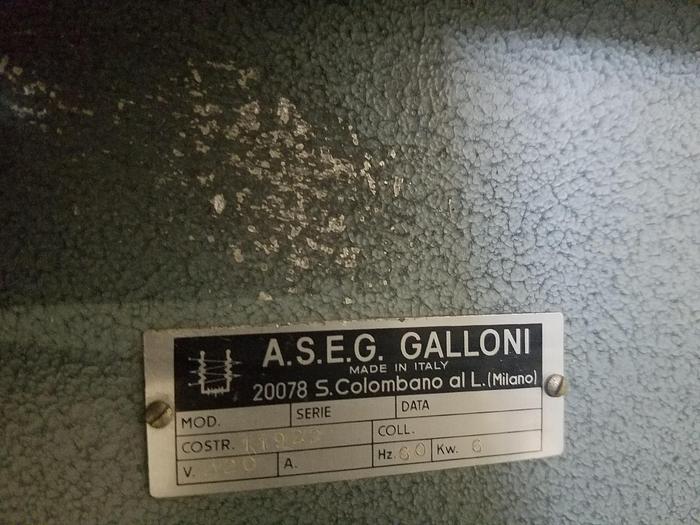 A.S.E.G. GALLONI
MADE IN ITALY
20078 S.Colombano al L.(Milano)
MOD. SERIE DATA
COSTR. COLL.
V. A. Hz. 60 Kw. 6